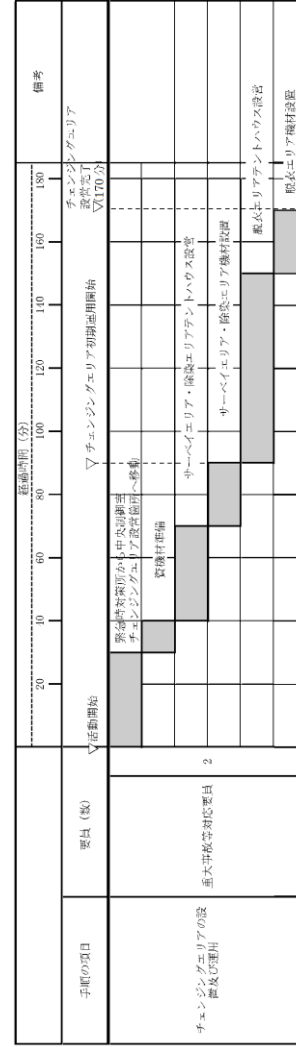 経過時間（分）
備考
手順の項目
要員（数）
20
40
60
80
100
120
140
160
180
▽活動開始
▽チェンジングエリア初期運用開始
チェンジングエリア
設営完了
▽(170分)
チェンジングエリアの設
置及び運用
重大事故等対応要員
2
緊急時対策所から中央制御室
チェンジングエリア設営箇所へ移動
資機材準備
サーベイエリア・除染エリアテントハウス設営
サーベイエリア・除染エリア機材設置
脱衣エリアテントハウス設営
脱衣エリア機材設置